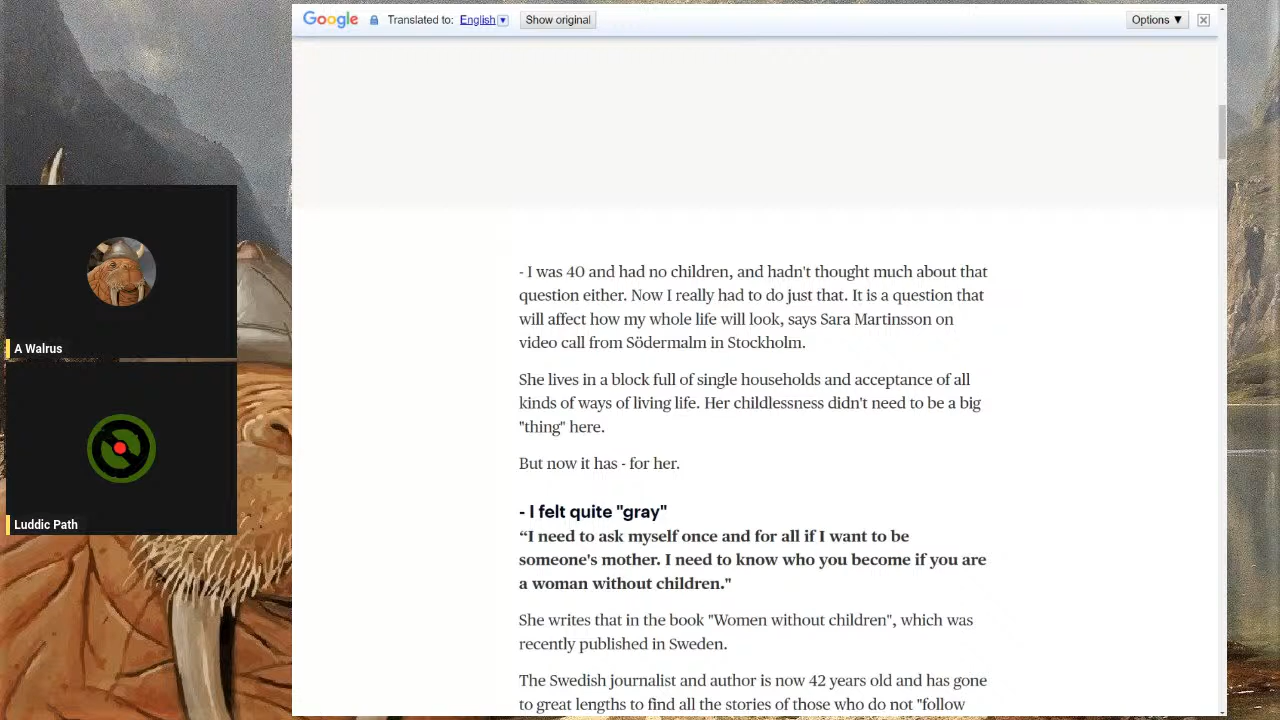 Google Translated to: English Show original Options ▼
- I was 40 and had no children, and hadn't thought much about that
question either. Now I really had to do just that. It is a question that
will affect how my whole life will look, says Sara Martinsson on
video call from Södermalm in Stockholm.
She lives in a block full of single households and acceptance of all
kinds of ways of living life. Her childlessness didn't need to be a big
"thing" here.
But now it has - for her.
- I felt quite "gray"
“I need to ask myself once and for all if I want to be
someone's mother. I need to know who you become if you are
a woman without children."
She writes that in the book "Women without children", which was
recently published in Sweden.
The Swedish journalist and author is now 42 years old and has gone
to great lengths to find all the stories of those who do not "follow
A Walrus
Luddic Path